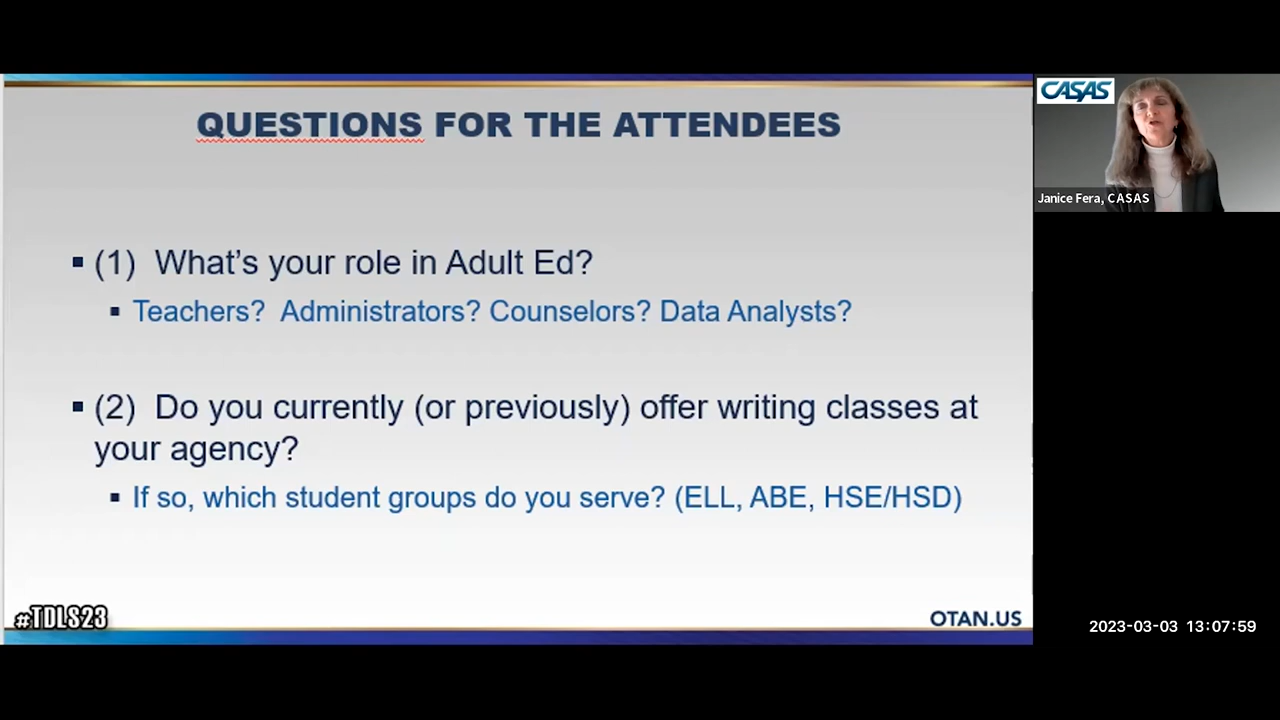 QUESTIONS FOR THE ATTENDEES
▪ (1) What's your role in Adult Ed?
▪ Teachers? Administrators? Counselors? Data Analysts?
▪ (2) Do you currently (or previously) offer writing classes at
your agency?
▪ If so, which student groups do you serve? (ELL, ABE, HSE/HSD)
#TDLS23
OTAN.US
CASAS
Janice Fera, CASAS
2023-03-03 13:07:59